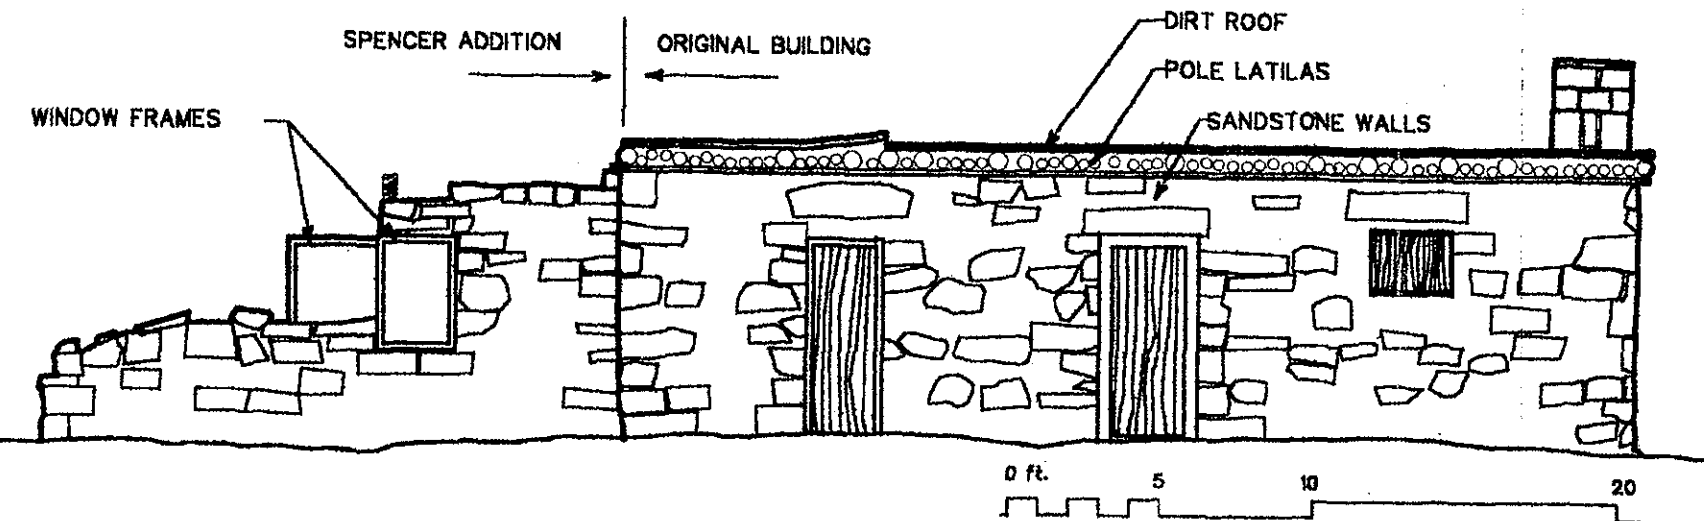 DIRT ROOF
SPENCER ADDITION
ORIGINAL BUILDING
POLE LATILAS
WINDOW FRAMES
SANDSTONE WALLS
0 ft.
5
10
20